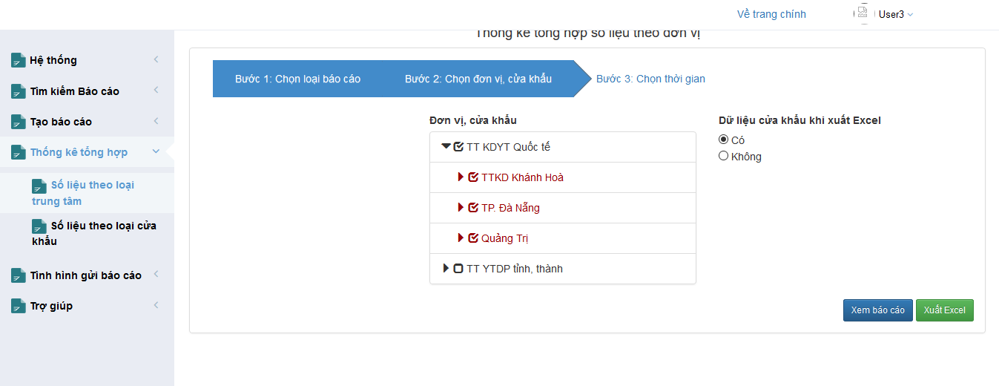 Về trang chính
User3
Thống kê tổng hợp số liệu theo đơn vị
Hệ thống
Tìm kiếm Báo cáo
Tạo báo cáo
Thống kê tổng hợp
Số liệu theo loại
trung tâm
Số liệu theo loại cửa
khẩu
Tình hình gửi báo cáo
Trợ giúp
Bước 1: Chọn loại báo cáo
Bước 2: Chọn đơn vị, cửa khẩu
Bước 3: Chọn thời gian
Đơn vị, cửa khẩu
TT KDYT Quốc tế
TTKD Khánh Hoà
TP. Đà Nẵng
Quảng Trị
TT YTDP tỉnh, thành
Dữ liệu cửa khẩu khi xuất Excel
Có
Không
Xem báo cáo
Xuất Excel